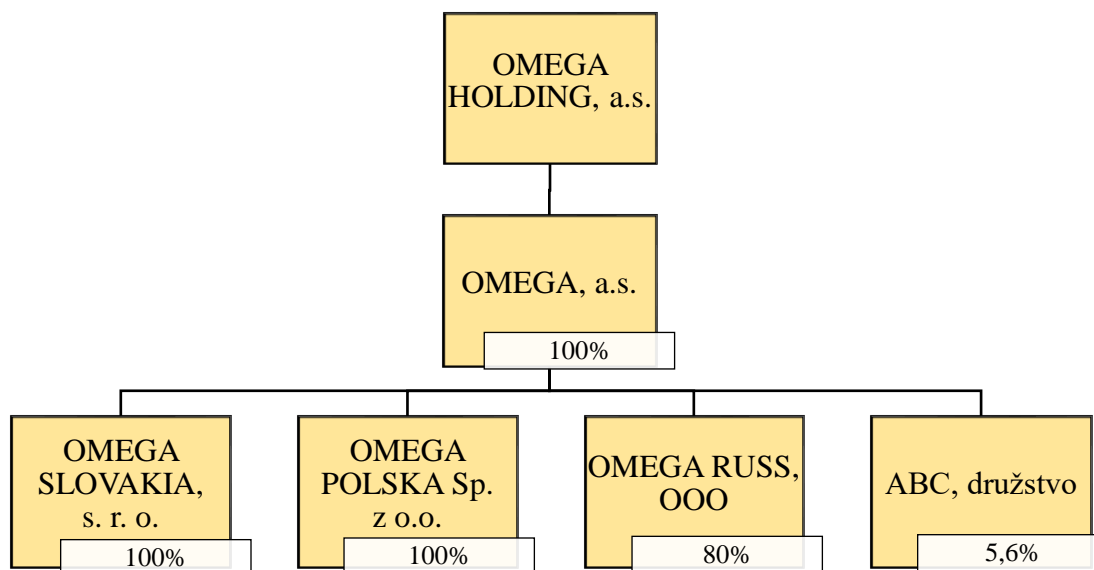 OMEGA
HOLDING, a.s.
OMEGA, a.s.
100%
OMEGA
SLOVAKIA,
s. r. o.
100%
OMEGA
POLSKA Sp.
z o.o.
100%
OMEGA RUSS,
OOO
80%
ABC, družstvo
5,6%